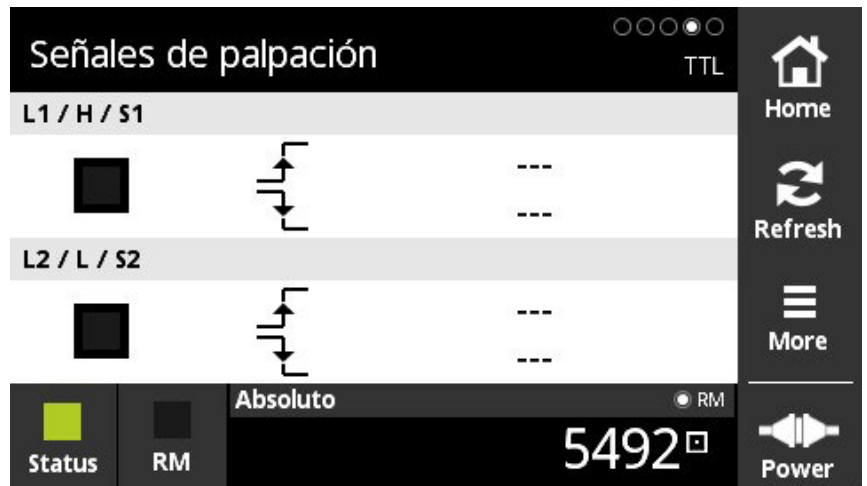 Señales de palpación
TTL
Home
L1 / H / S1
---
---
Refresh
L2 / L / S2
---
---
More
Absoluto
RM
5492
Status
RM
Power